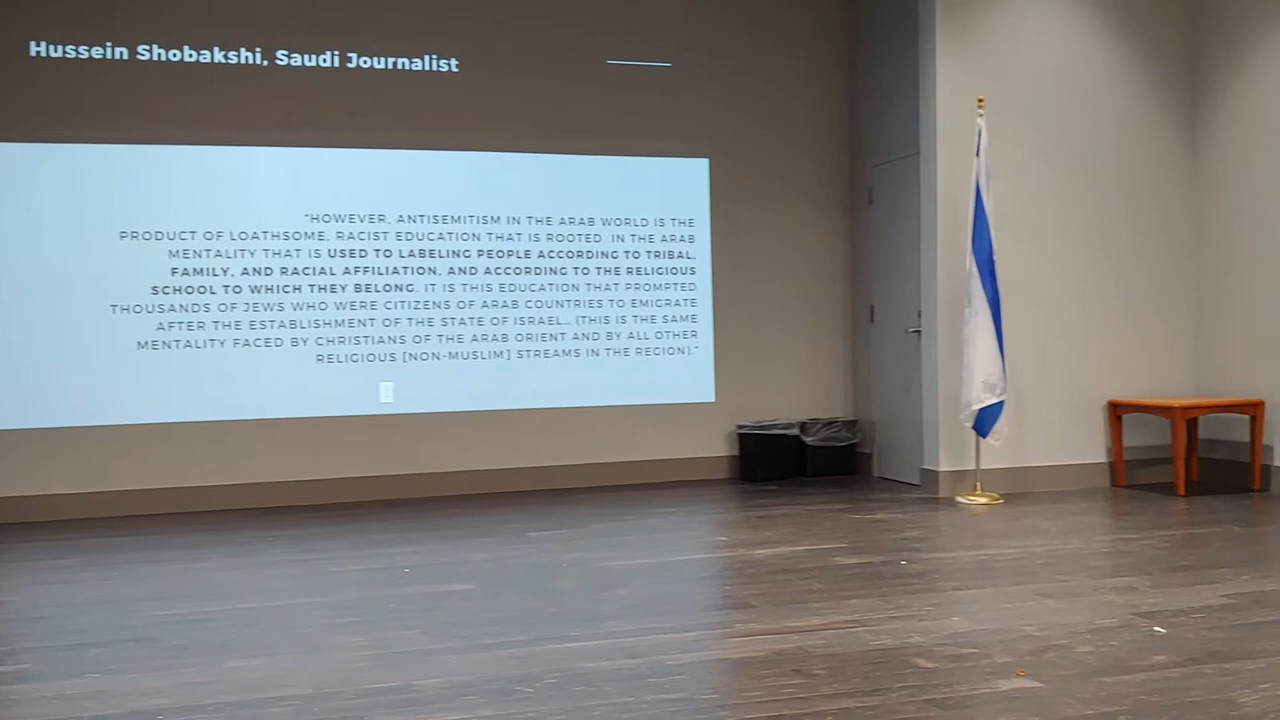 Hussein Shobakshi, Saudi Journalist
"HOWEVER, ANTISEMITISM IN THE ARAB WORLD IS THE
PRODUCT OF LOATHSOME, RACIST EDUCATION THAT IS ROOTED IN THE ARAB
MENTALITY THAT IS USED TO LABELING PEOPLE ACCORDING TO TRIBAL,
FAMILY, AND RACIAL AFFILIATION, AND ACCORDING TO THE RELIGIOUS
SCHOOL TO WHICH THEY BELONG. IT IS THIS EDUCATION THAT PROMPTED
THOUSANDS OF JEWS WHO WERE CITIZENS OF ARAB COUNTRIES TO EMIGRATE
AFTER THE ESTABLISHMENT OF THE STATE OF ISRAEL... (THIS IS THE SAME
MENTALITY FACED BY CHRISTIANS OF THE ARAB ORIENT AND BY ALL OTHER
RELIGIOUS [NON-MUSLIM] STREAMS IN THE REGION)."